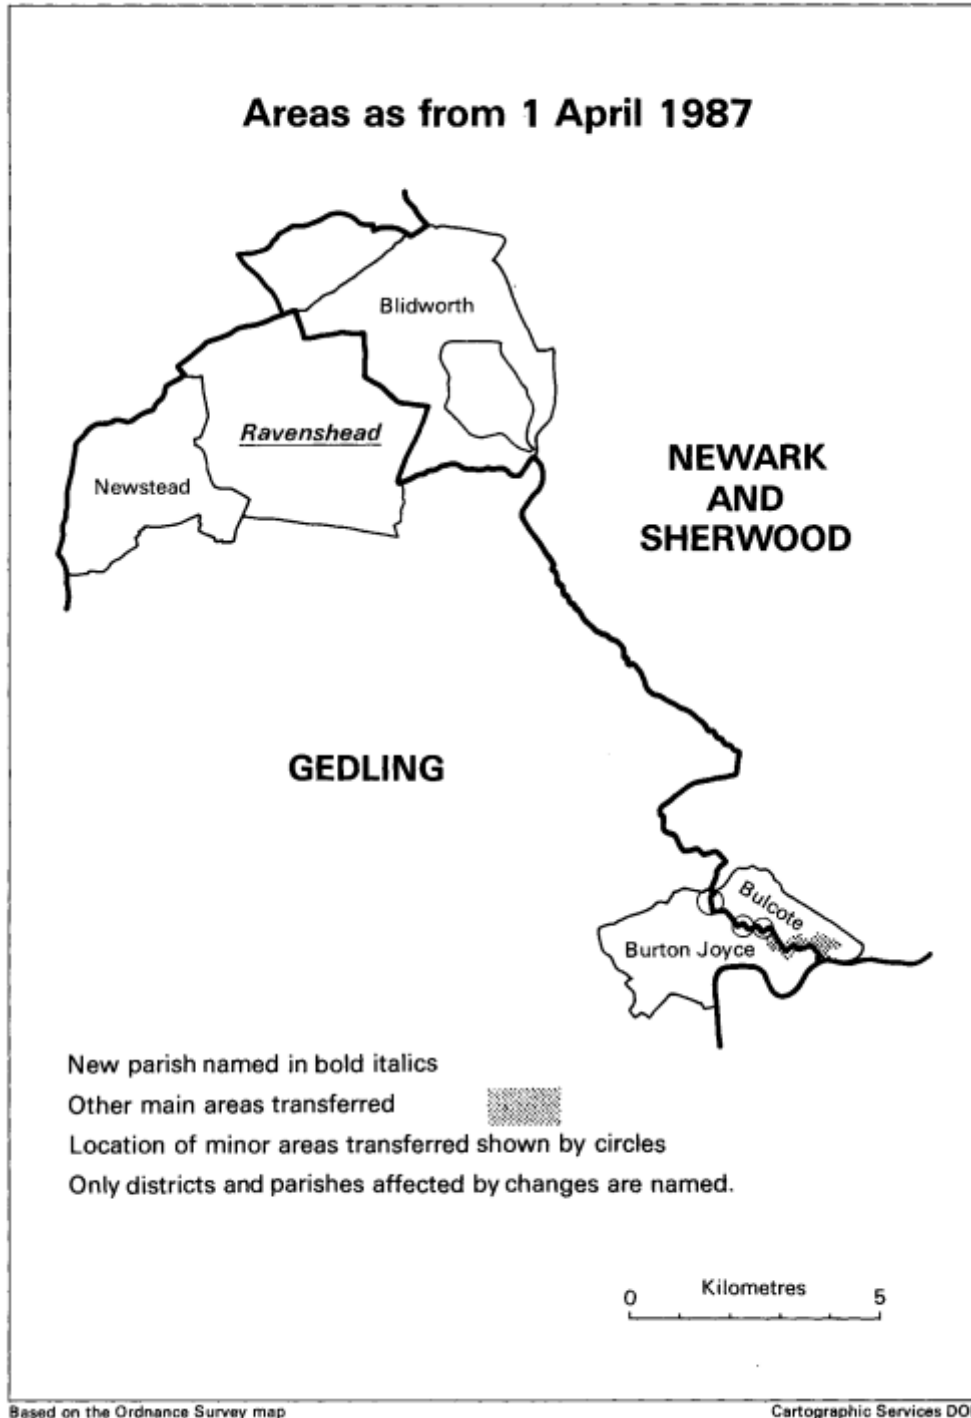 Areas as from 1 April 1987
Blidworth
Ravenshead
Newstead
NEWARK
AND
SHERWOOD
GEDLING
Bulcote
Burton Joyce
New parish named in bold italics
Other main areas transferred
Location of minor areas transferred shown by circles
Only districts and parishes affected by changes are named.
Kilometres
0 5
Based on the Ordnance Survey map
Cartographic Services